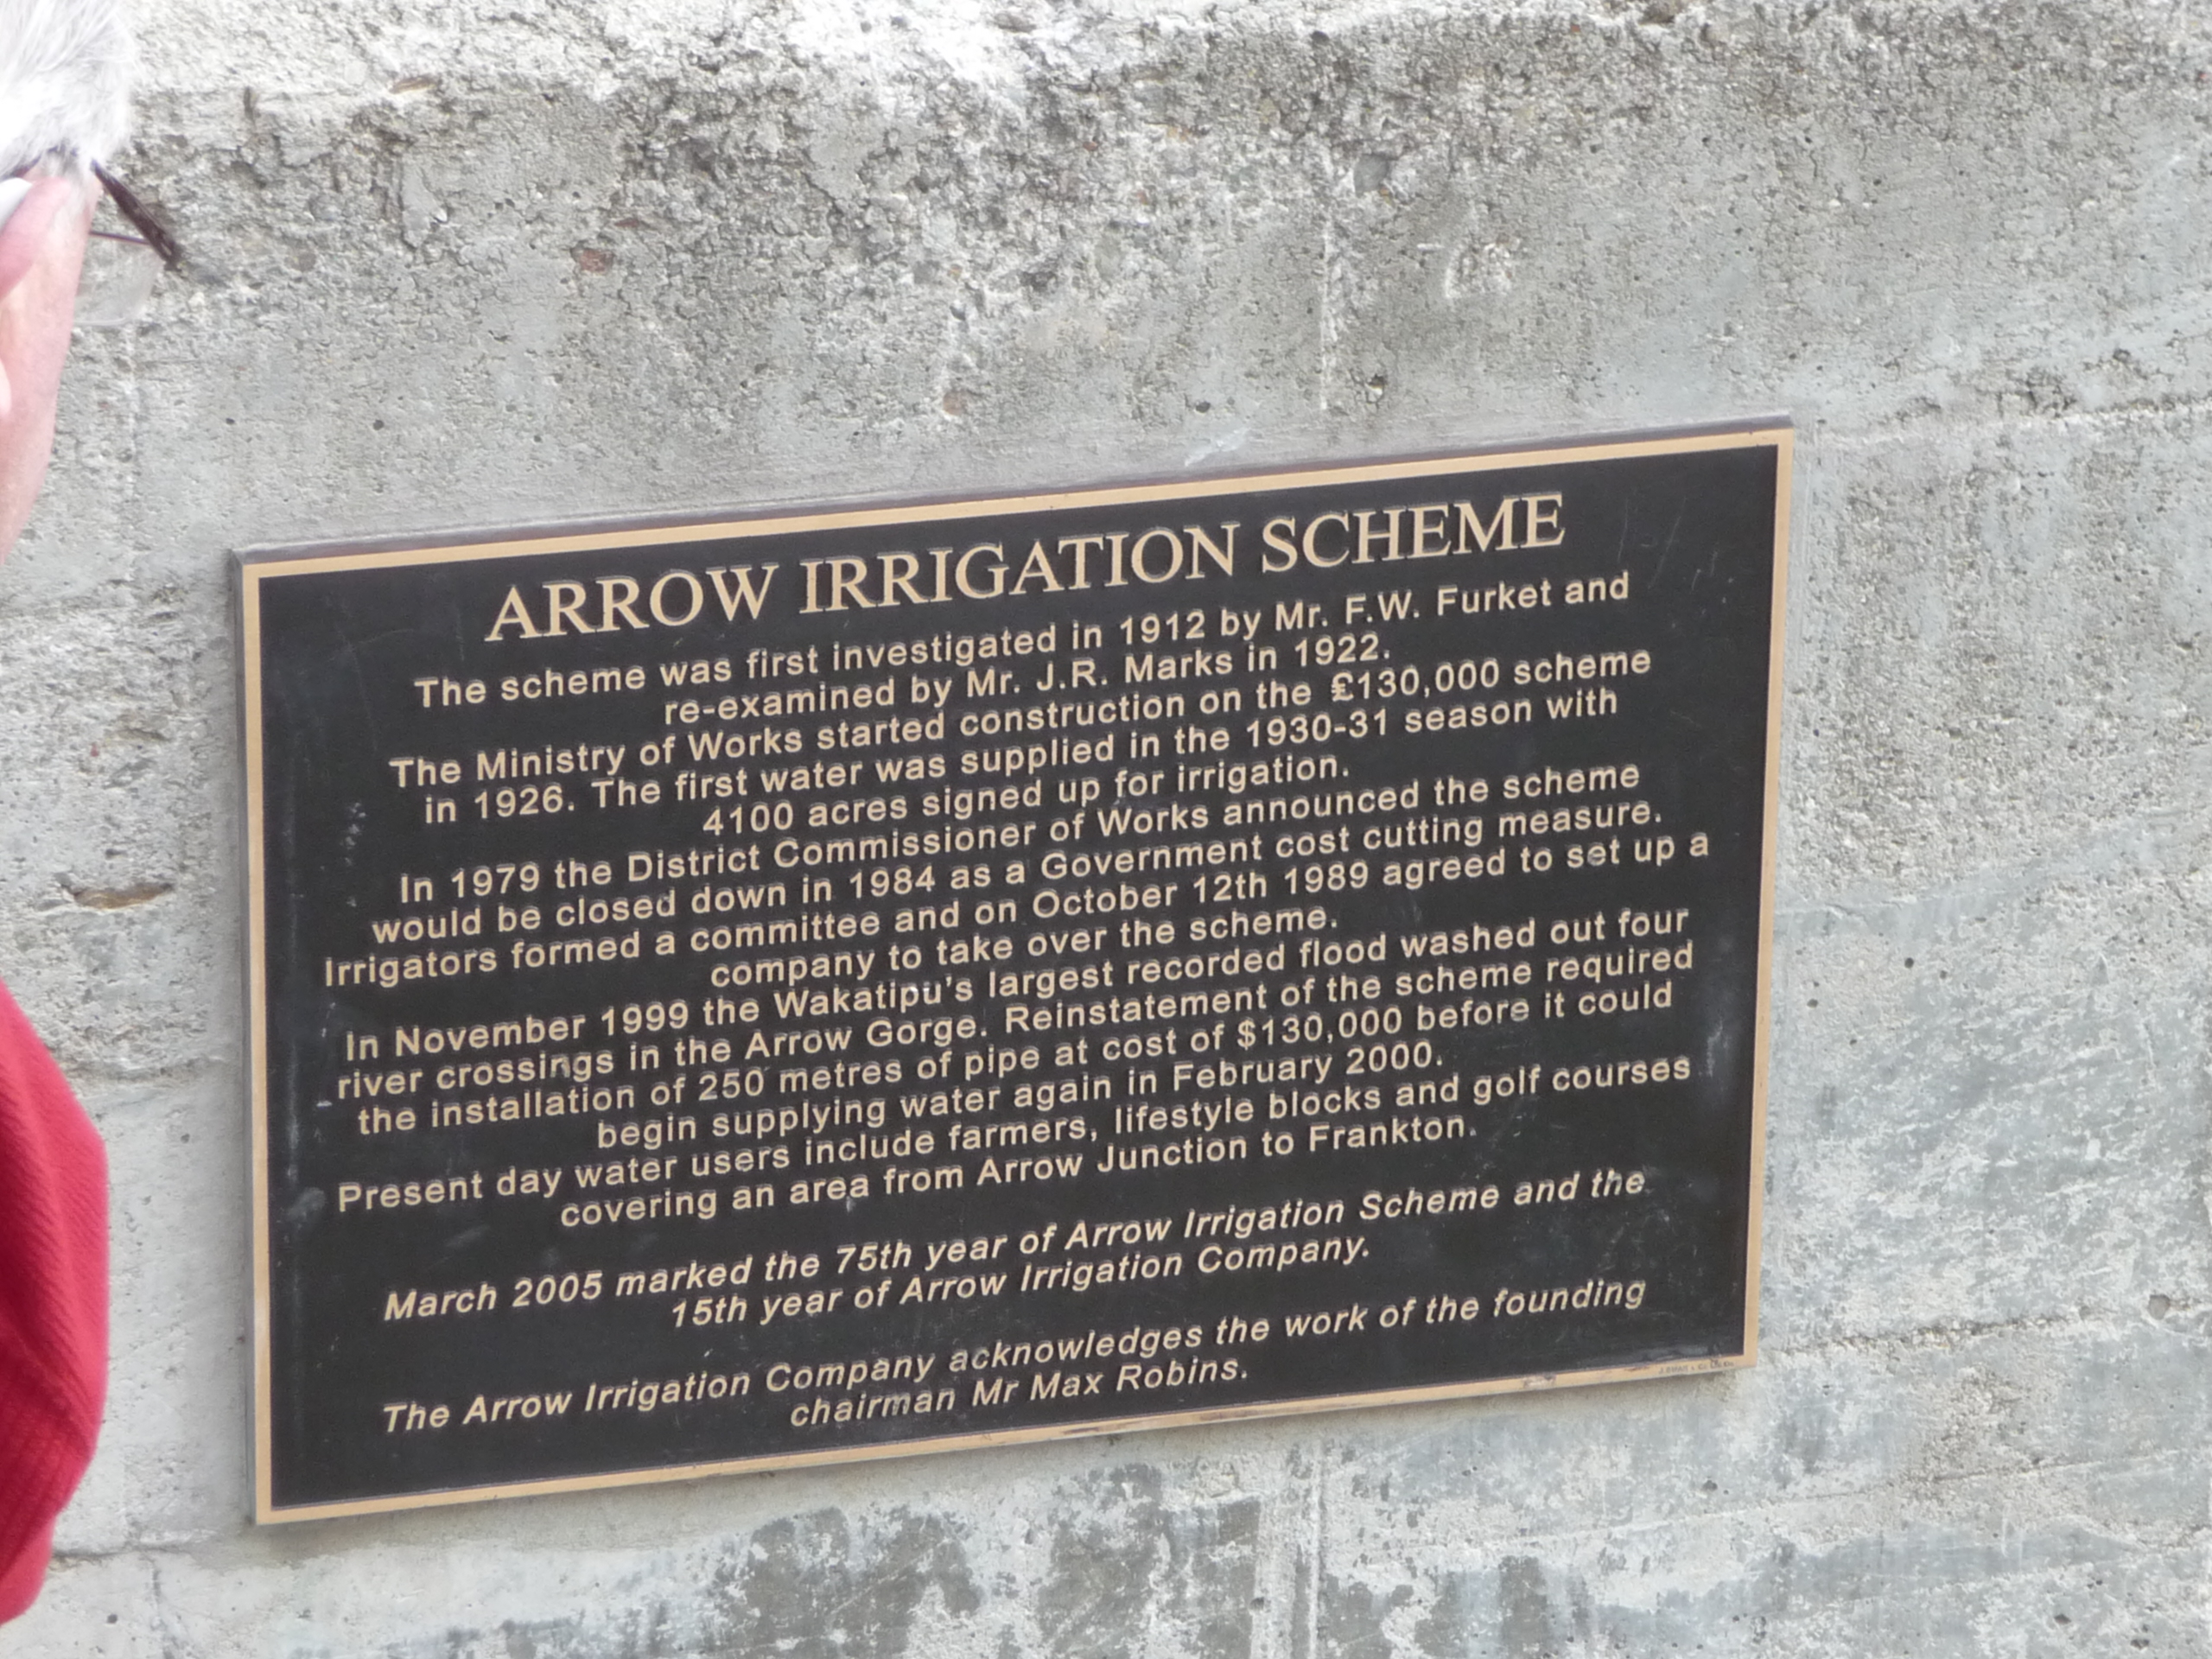 ARROW IRRIGATION SCHEME
The scheme was first investigated in 1912 by Mr. F.W. Furket and
re-examined by Mr. J.R. Marks in 1922.
The Ministry of Works started construction on the £130,000 scheme
in 1926. The first water was supplied in the 1930-31 season with
4100 acres signed up for irrigation.
In 1979 the District Commissioner of Works announced the scheme
would be closed down in 1984 as a Government cost cutting measure.
Irrigators formed a committee and on October 12th 1989 agreed to set up a
company to take over the scheme.
In November 1999 the Wakatipu's largest recorded flood washed out four
river crossings in the Arrow Gorge. Reinstatement of the scheme required
the installation of 250 metres of pipe at cost of $130,000 before it could
begin supplying water again in February 2000.
Present day water users include farmers, lifestyle blocks and golf courses
covering an area from Arrow Junction to Frankton.
March 2005 marked the 75th year of Arrow Irrigation Scheme and the
15th year of Arrow Irrigation Company.
The Arrow Irrigation Company acknowledges the work of the founding
chairman Mr Max Robins.